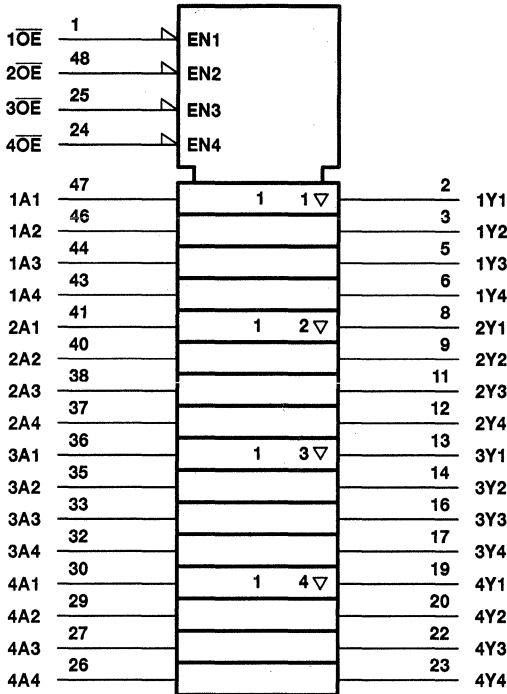 1O̅E̅ 1 EN1
2O̅E̅ 48 EN2
3O̅E̅ 25 EN3
4O̅E̅ 24 EN4
1A1 47 1 1 ▽ 2 1Y1
1A2 46 3 1Y2
1A3 44 5 1Y3
1A4 43 6 1Y4
2A1 41 1 2 ▽ 8 2Y1
2A2 40 9 2Y2
2A3 38 11 2Y3
2A4 37 12 2Y4
3A1 36 1 3 ▽ 13 3Y1
3A2 35 14 3Y2
3A3 33 16 3Y3
3A4 32 17 3Y4
4A1 30 1 4 ▽ 19 4Y1
4A2 29 20 4Y2
4A3 27 22 4Y3
4A4 26 23 4Y4